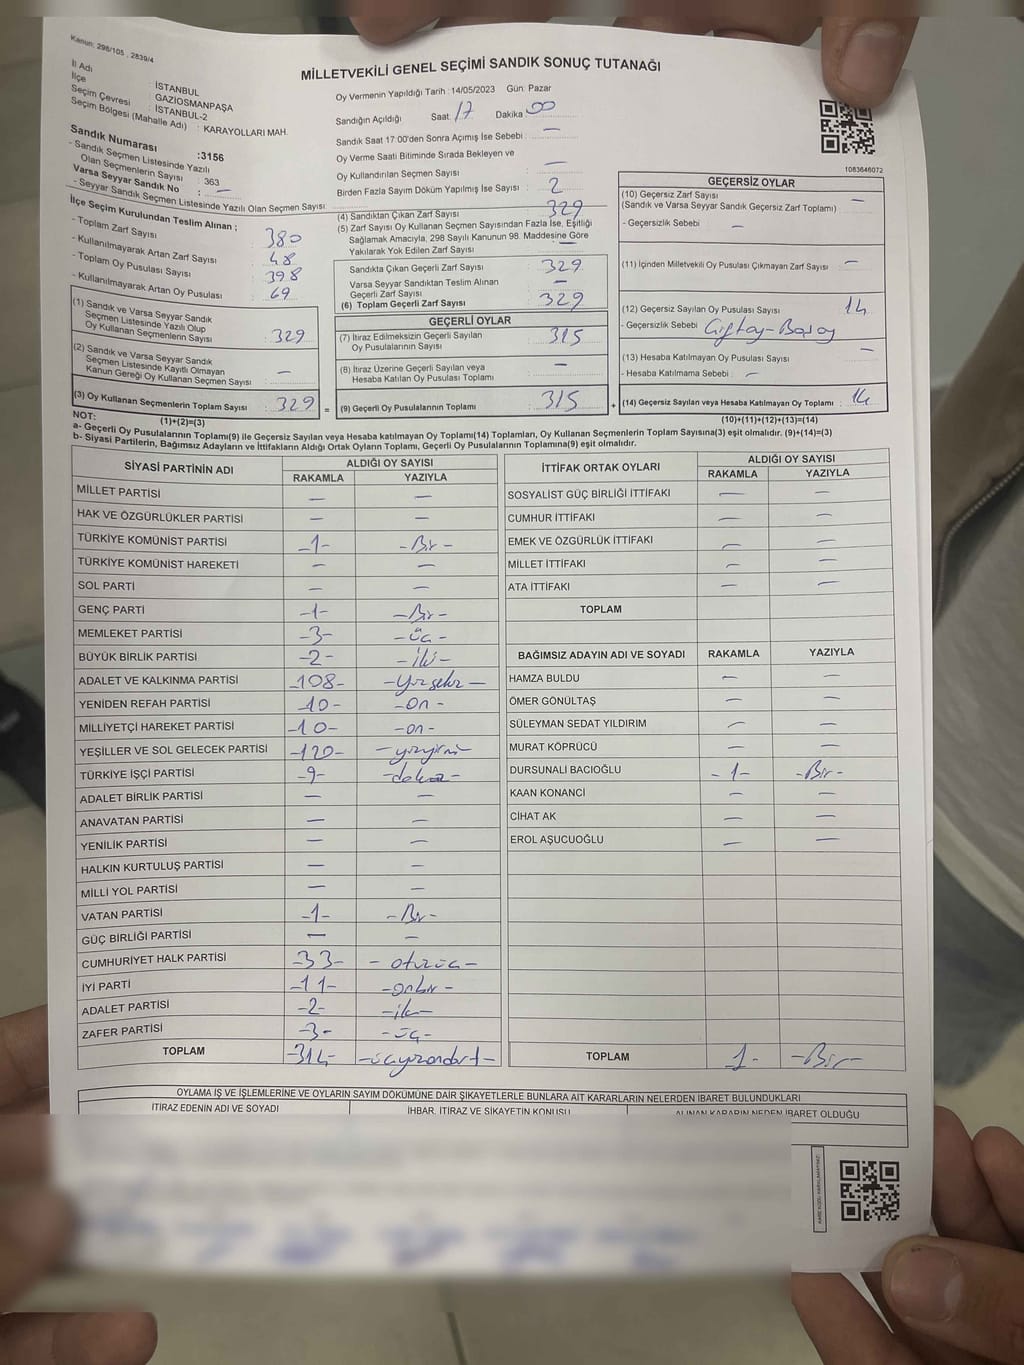 Kanun: 298/105 , 2839/4
MİLLETVEKİLİ GENEL SEÇİMİ SANDIK SONUÇ TUTANAĞI
İl Adı : İSTANBUL
İlçe : GAZİOSMANPAŞA
Seçim Çevresi : İSTANBUL-2
Seçim Bölgesi (Mahalle Adı) : KARAYOLLARI MAH.
Sandık Numarası :3156
- Sandık Seçmen Listesinde Yazılı
Olan Seçmenlerin Sayısı : 363
Varsa Seyyar Sandık No : —
- Seyyar Sandık Seçmen Listesinde Yazılı Olan Seçmen Sayısı :
Oy Vermenin Yapıldığı Tarih : 14/05/2023 Gün: Pazar
Sandığın Açıldığı Saat: 17 Dakika 00
Sandık Saat 17:00'den Sonra Açımış İse Sebebi : —
Oy Verme Saati Bitiminde Sırada Bekleyen ve
Oy Kullandırılan Seçmen Sayısı : —
Birden Fazla Sayım Döküm Yapılmış İse Sayısı : 2
1083646072
İlçe Seçim Kurulundan Teslim Alınan ;
- Toplam Zarf Sayısı : 380
- Kullanılmayarak Artan Zarf Sayısı : 48
- Toplam Oy Pusulası Sayısı : 398
- Kullanılmayarak Artan Oy Pusulası : 69
(1) Sandık ve Varsa Seyyar Sandık
Seçmen Listesinde Yazılı Olup
Oy Kullanan Seçmenlerin Sayısı : 329
(2) Sandık ve Varsa Seyyar Sandık
Seçmen Listesinde Kayıtlı Olmayan
Kanun Gereği Oy Kullanan Seçmen Sayısı : —
(3) Oy Kullanan Seçmenlerin Toplam Sayısı : 329
(1)+(2)=(3)
(4) Sandıktan Çıkan Zarf Sayısı : 329
(5) Zarf Sayısı Oy Kullanan Seçmen Sayısından Fazla İse, Eşitliği
Sağlamak Amacıyla, 298 Sayılı Kanunun 98. Maddesine Göre
Yakılarak Yok Edilen Zarf Sayısı : —
Sandıkta Çıkan Geçerli Zarf Sayısı : 329
Varsa Seyyar Sandıktan Teslim Alınan
Geçerli Zarf Sayısı : —
(6) Toplam Geçerli Zarf Sayısı : 329
GEÇERLİ OYLAR
(7) İtiraz Edilmeksizin Geçerli Sayılan
Oy Pusulalarının Sayısı : 315
(8) İtiraz Üzerine Geçerli Sayılan veya
Hesaba Katılan Oy Pusulası Toplamı : —
= (9) Geçerli Oy Pusulalarının Toplamı : 315
GEÇERSİZ OYLAR
(10) Geçersiz Zarf Sayısı : —
(Sandık ve Varsa Seyyar Sandık Geçersiz Zarf Toplamı)
- Geçersizlik Sebebi : —
(11) İçinden Milletvekili Oy Pusulası Çıkmayan Zarf Sayısı : —
(12) Geçersiz Sayılan Oy Pusulası Sayısı : 14
- Geçersizlik Sebebi :
(13) Hesaba Katılmayan Oy Pusulası Sayısı : —
- Hesaba Katılmama Sebebi : —
+ (14) Geçersiz Sayılan veya Hesaba Katılmayan Oy Toplamı : 14
(10)+(11)+(12)+(13)=(14)
NOT:
a- Geçerli Oy Pusulalarının Toplamı(9) ile Geçersiz Sayılan veya Hesaba katılmayan Oy Toplamı(14) Toplamları, Oy Kullanan Seçmenlerin Toplam Sayısına(3) eşit olmalıdır. (9)+(14)=(3)
b- Siyasi Partilerin, Bağımsız Adayların ve İttifakların Aldığı Ortak Oyların Toplamı, Geçerli Oy Pusulalarının Toplamına(9) eşit olmalıdır.
SİYASİ PARTİNİN ADI ALDIĞI OY SAYISI
RAKAMLA YAZIYLA
MİLLET PARTİSİ — —
HAK VE ÖZGÜRLÜKLER PARTİSİ — —
TÜRKİYE KOMÜNİST PARTİSİ -1- -Bir-
TÜRKİYE KOMÜNİST HAREKETİ — —
SOL PARTİ — —
GENÇ PARTİ -1- -Bir-
MEMLEKET PARTİSİ -3- -üç-
BÜYÜK BİRLİK PARTİSİ -2- -iki-
ADALET VE KALKINMA PARTİSİ -108- -yüzsekiz-
YENİDEN REFAH PARTİSİ -10- -on-
MİLLİYETÇİ HAREKET PARTİSİ -10- -on-
YEŞİLLER VE SOL GELECEK PARTİSİ -120- -yüzyirmi-
TÜRKİYE İŞÇİ PARTİSİ -9- -dokuz-
ADALET BİRLİK PARTİSİ — —
ANAVATAN PARTİSİ — —
YENİLİK PARTİSİ — —
HALKIN KURTULUŞ PARTİSİ — —
MİLLİ YOL PARTİSİ — —
VATAN PARTİSİ -1- -Bir-
GÜÇ BİRLİĞİ PARTİSİ — —
CUMHURİYET HALK PARTİSİ -33- -otuzüç-
İYİ PARTİ -11- -onbir-
ADALET PARTİSİ -2- -iki-
ZAFER PARTİSİ -3- -üç-
TOPLAM -314- -üçyüzondört-
İTTİFAK ORTAK OYLARI ALDIĞI OY SAYISI
RAKAMLA YAZIYLA
SOSYALİST GÜÇ BİRLİĞİ İTTİFAKI — —
CUMHUR İTTİFAKI — —
EMEK VE ÖZGÜRLÜK İTTİFAKI — —
MİLLET İTTİFAKI — —
ATA İTTİFAKI — —
TOPLAM
BAĞIMSIZ ADAYIN ADI VE SOYADI RAKAMLA YAZIYLA
HAMZA BULDU — —
ÖMER GÖNÜLTAŞ — —
SÜLEYMAN SEDAT YILDIRIM — —
MURAT KÖPRÜCÜ — —
DURSUNALİ BACIOĞLU -1- -Bir-
KAAN KONANCİ — —
CİHAT AK — —
EROL AŞUCUOĞLU — —
TOPLAM 1- -Bir-
OYLAMA İŞ VE İŞLEMLERİNE VE OYLARIN SAYIM DÖKÜMÜNE DAİR ŞİKAYETLERLE BUNLARA AİT KARARLARIN NELERDEN İBARET BULUNDUKLARI
İTİRAZ EDENİN ADI VE SOYADI İHBAR, İTİRAZ VE ŞİKAYETİN KONUSU ALINAN KARARIN NEDEN İBARET OLDUĞU